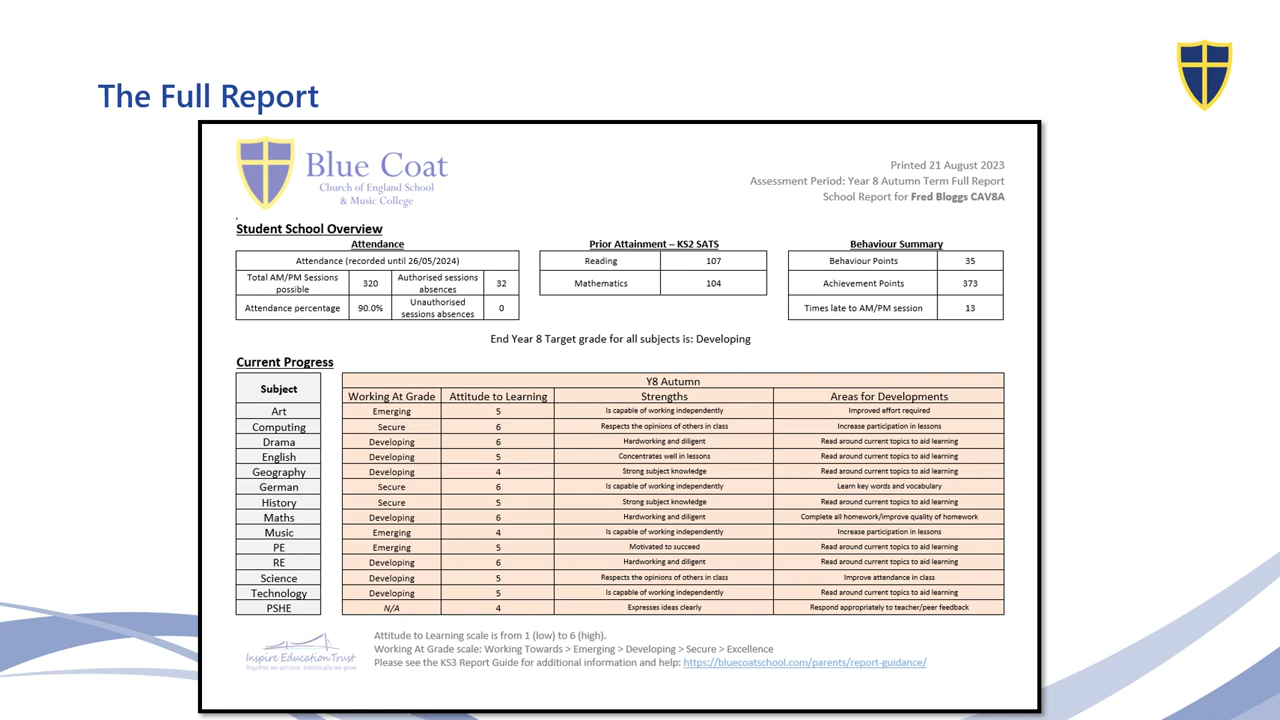 The Full Report
Blue Coat
Church of England School
& Music College
Printed 21 August 2023
Assessment Period: Year 8 Autumn Term Full Report
School Report for Fred Bloggs CAV8A
Student School Overview
Attendance
Attendance (recorded until 26/05/2024)
Total AM/PM Sessions possible 320 Authorised sessions absences 32
Attendance percentage 90.0% Unauthorised sessions absences 0
Prior Attainment – KS2 SATS
Reading 107
Mathematics 104
Behaviour Summary
Behaviour Points 35
Achievement Points 373
Times late to AM/PM session 13
End Year 8 Target grade for all subjects is: Developing
Current Progress
Y8 Autumn
Subject Working At Grade Attitude to Learning Strengths Areas for Developments
Art Emerging 5 Is capable of working independently Improved effort required
Computing Secure 6 Respects the opinions of others in class Increase participation in lessons
Drama Developing 6 Hardworking and diligent Read around current topics to aid learning
English Developing 5 Concentrates well in lessons Read around current topics to aid learning
Geography Developing 4 Strong subject knowledge Read around current topics to aid learning
German Secure 6 Is capable of working independently Learn key words and vocabulary
History Secure 5 Strong subject knowledge Read around current topics to aid learning
Maths Developing 6 Hardworking and diligent Complete all homework/improve quality of homework
Music Emerging 4 Is capable of working independently Increase participation in lessons
PE Emerging 5 Motivated to succeed Read around current topics to aid learning
RE Developing 6 Hardworking and diligent Read around current topics to aid learning
Science Developing 5 Respects the opinions of others in class Improve attendance in class
Technology Developing 5 Is capable of working independently Read around current topics to aid learning
PSHE N/A 4 Expresses ideas clearly Respond appropriately to teacher/peer feedback
Inspire Education Trust
Together we achieve, individually we grow
Attitude to Learning scale is from 1 (low) to 6 (high).
Working At Grade scale: Working Towards > Emerging > Developing > Secure > Excellence
Please see the KS3 Report Guide for additional information and help: https://bluecoatschool.com/parents/report-guidance/